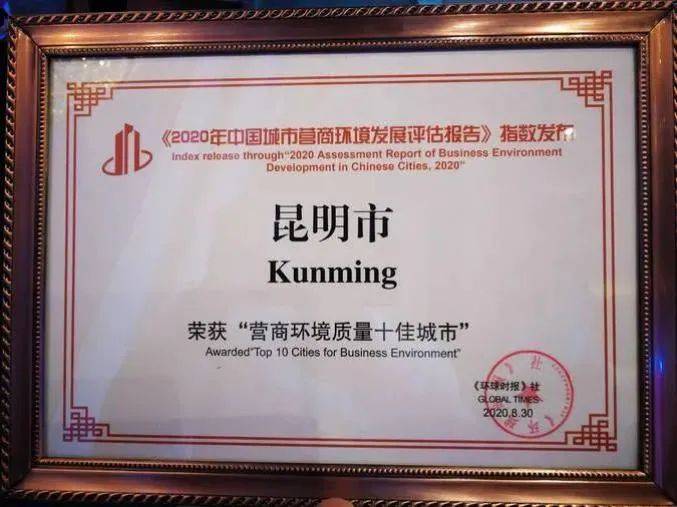 《2020年中国城市营商环境发展评估报告》指数发布
Index release through"2020 Assessment Report of Business Environment
Development in Chinese Cities, 2020"
昆明市
Kunming
荣获“营商环境质量十佳城市”
Awarded"Top 10 Cities for Business Environment"
《环球时报》社
GLOBAL TIMES
2020.8.30